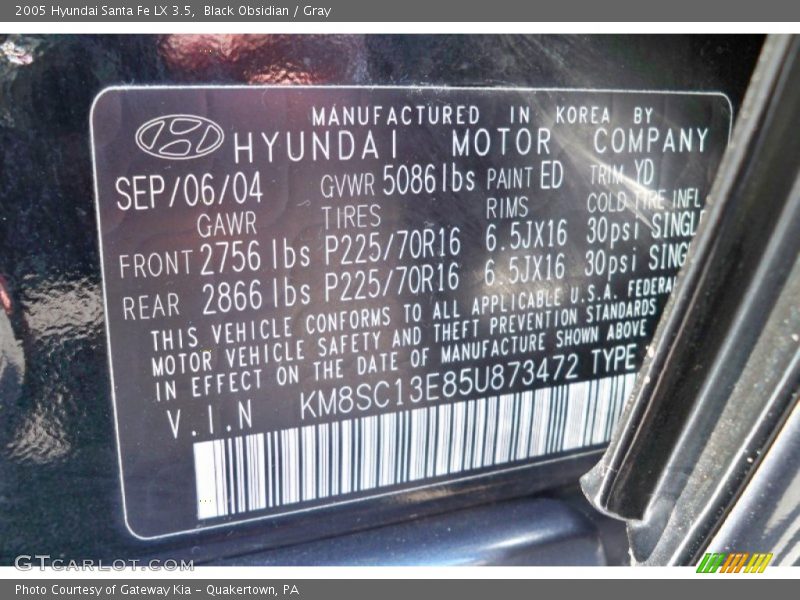 2005 Hyundai Santa Fe LX 3.5,  Black Obsidian / Gray
MANUFACTURED IN KOREA BY
HYUNDAI MOTOR COMPANY
SEP/06/04 GVWR 5086lbs PAINT ED TRIM YD
GAWR TIRES RIMS COLD TIRE INFL
FRONT 2756 lbs P225/70R16 6.5JX16 30psi SINGLE
REAR 2866 lbs P225/70R16 6.5JX16 30psi SING
THIS VEHICLE CONFORMS TO ALL APPLICABLE U.S.A. FEDERA
MOTOR VEHICLE SAFETY AND THEFT PREVENTION STANDARDS
IN EFFECT ON THE DATE OF MANUFACTURE SHOWN ABOVE
V.I.N KM8SC13E85U873472 TYPE
GTCARLOT.COM
Photo Courtesy of Gateway Kia – Quakertown, PA